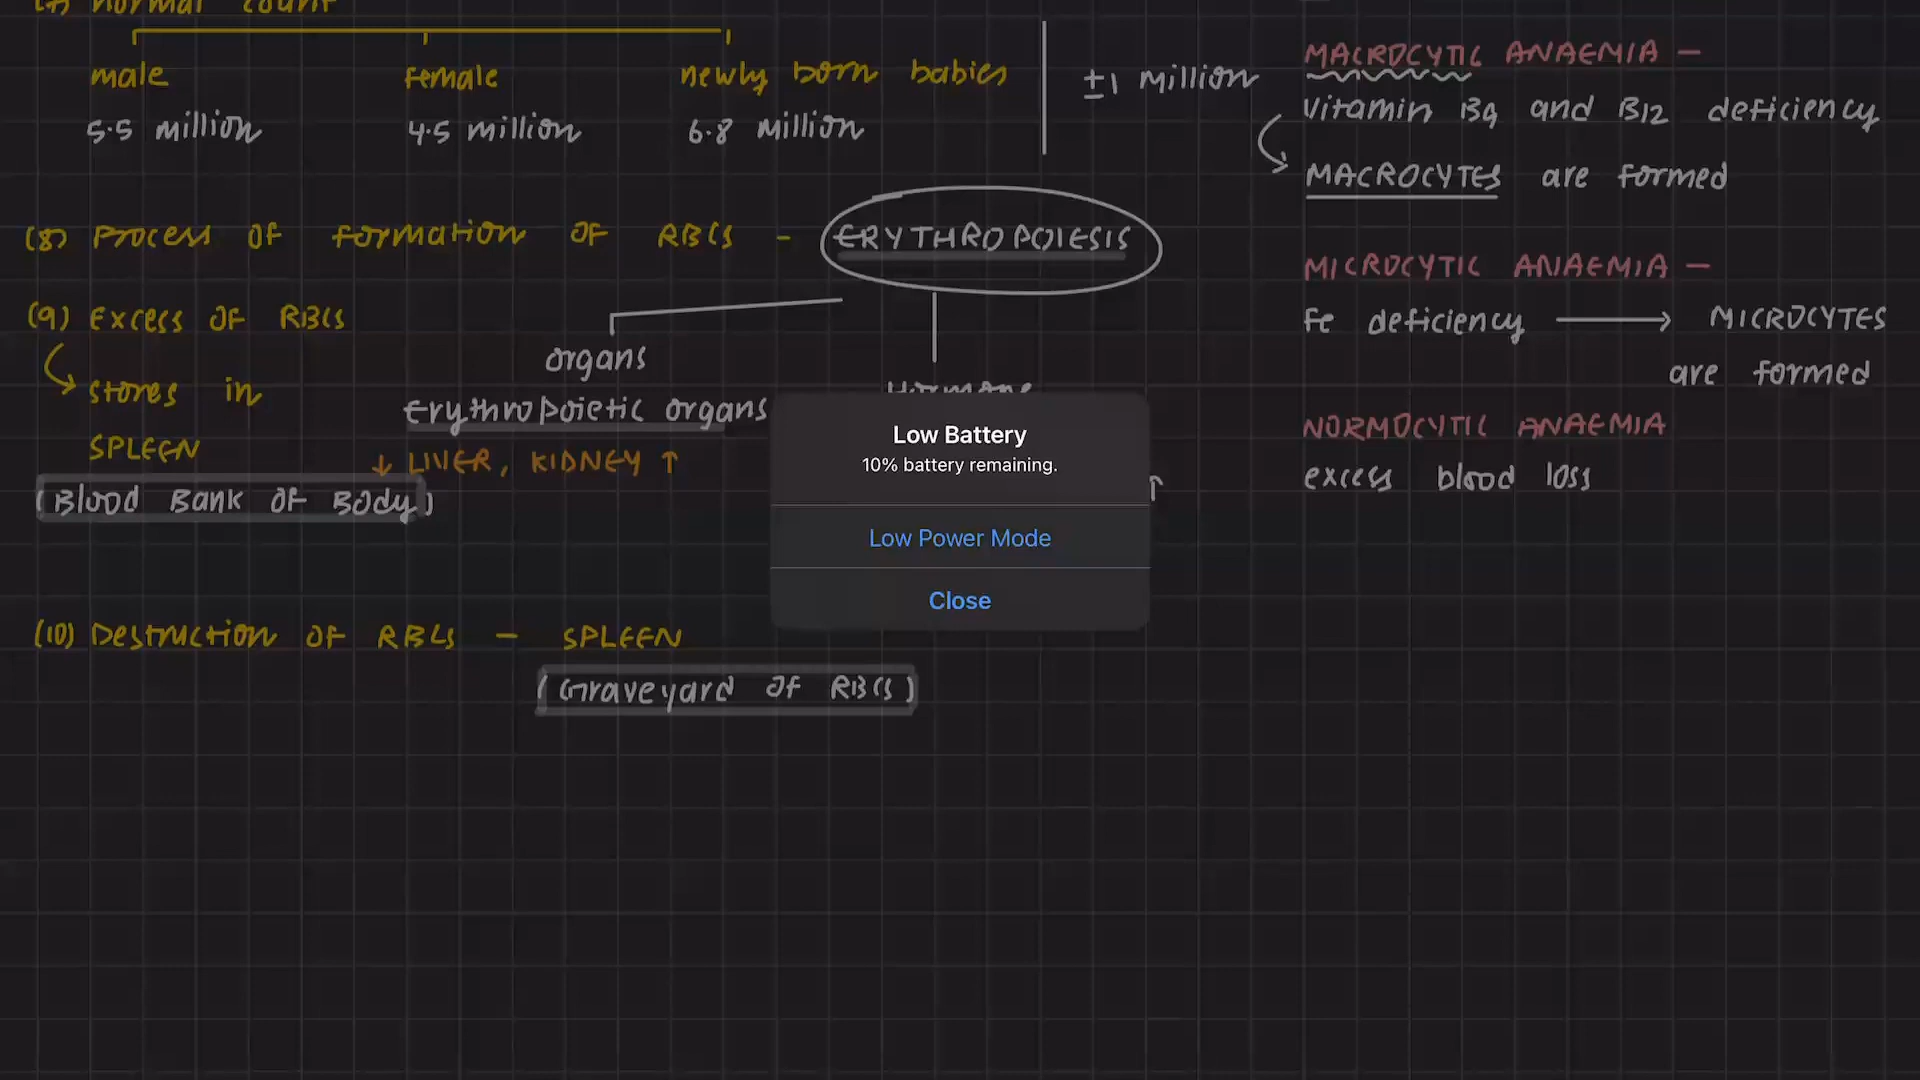 (7) normal count
male female newly born babies
5.5 million 4.5 million 6.8 million
±1 million
(8) Process of formation of RBCs - ERYTHROPOIESIS
(9) Excess of RBCs
↳ stores in
SPLEEN
(Blood Bank of Body)
organs
erythropoietic organs
↓ LIVER, KIDNEY ↑
Hormone
↑
(10) Destruction of RBCs - SPLEEN
(Graveyard of RBCs)
MACROCYTIC ANAEMIA -
Vitamin B9 and B12 deficiency
MACROCYTES are formed
MICROCYTIC ANAEMIA -
Fe deficiency → MICROCYTES
are formed
NORMOCYTIC ANAEMIA
excess blood loss
Low Battery
10% battery remaining.
Low Power Mode
Close